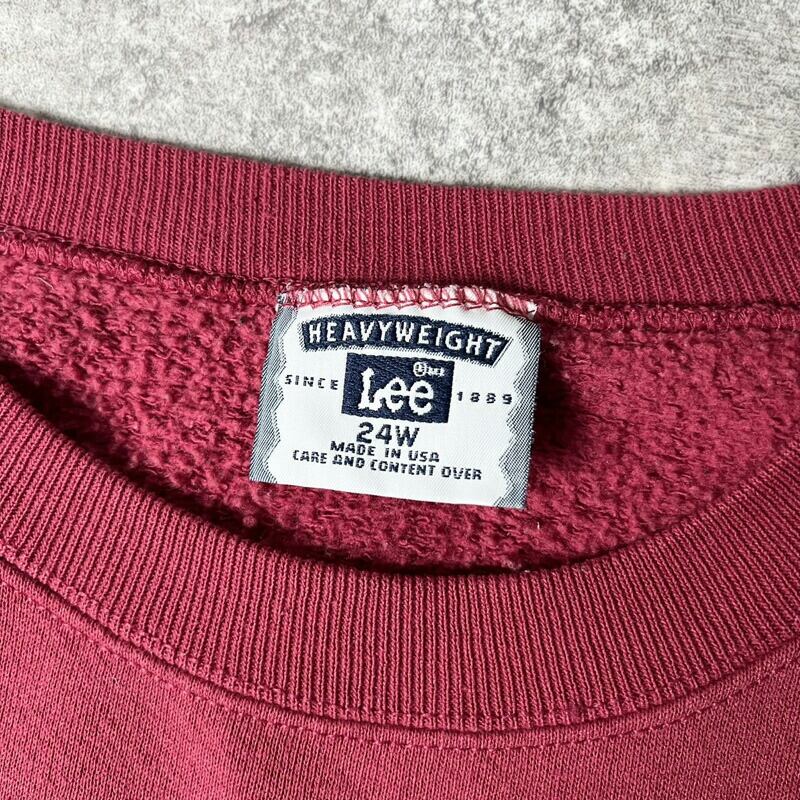 HEAVYWEIGHT
SINCE Lee 1889
24W
MADE IN USA
CARE AND CONTENT OVER